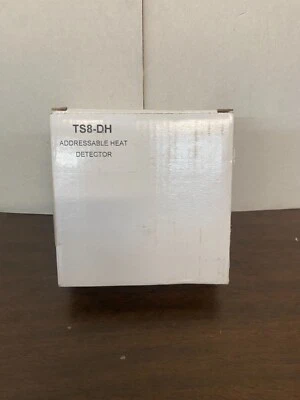 TS8-DH
ADDRESSABLE HEAT
DETECTOR